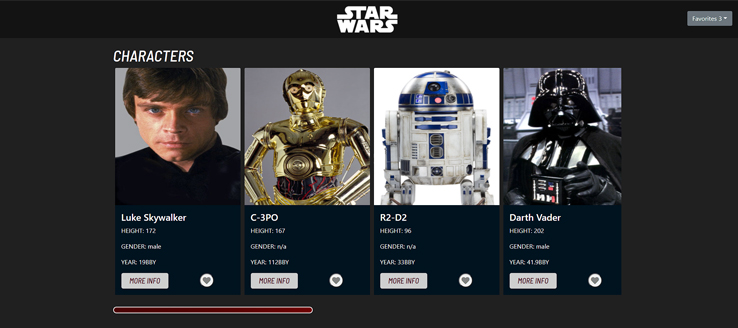 STAR
WARS
Favorites 3
CHARACTERS
Luke Skywalker
HEIGHT: 172
GENDER: male
YEAR: 19BBY
MORE INFO
C-3PO
HEIGHT: 167
GENDER: n/a
YEAR: 112BBY
MORE INFO
R2-D2
HEIGHT: 96
GENDER: n/a
YEAR: 33BBY
MORE INFO
Darth Vader
HEIGHT: 202
GENDER: male
YEAR: 41.9BBY
MORE INFO